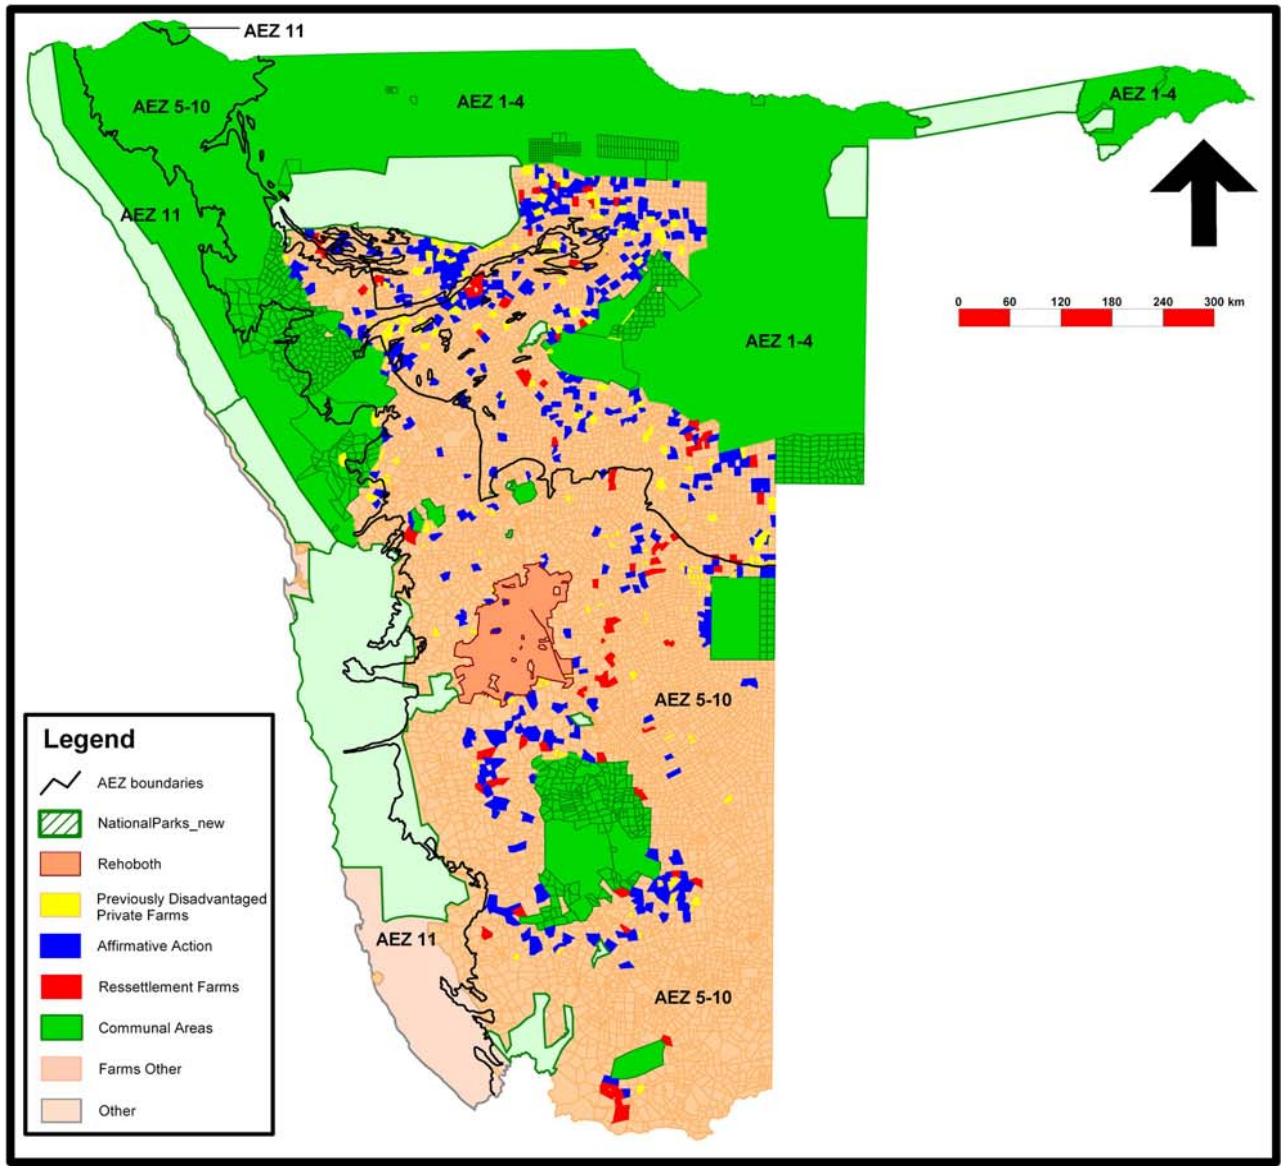 AEZ 11
AEZ 5-10
AEZ 1-4
AEZ 1-4
AEZ 11
0 60 120 180 240 300 km
AEZ 1-4
AEZ 5-10
Legend
AEZ boundaries
NationalParks_new
Rehoboth
Previously Disadvantaged
Private Farms
Affirmative Action
Ressettlement Farms
Communal Areas
Farms Other
Other
AEZ 11
AEZ 5-10